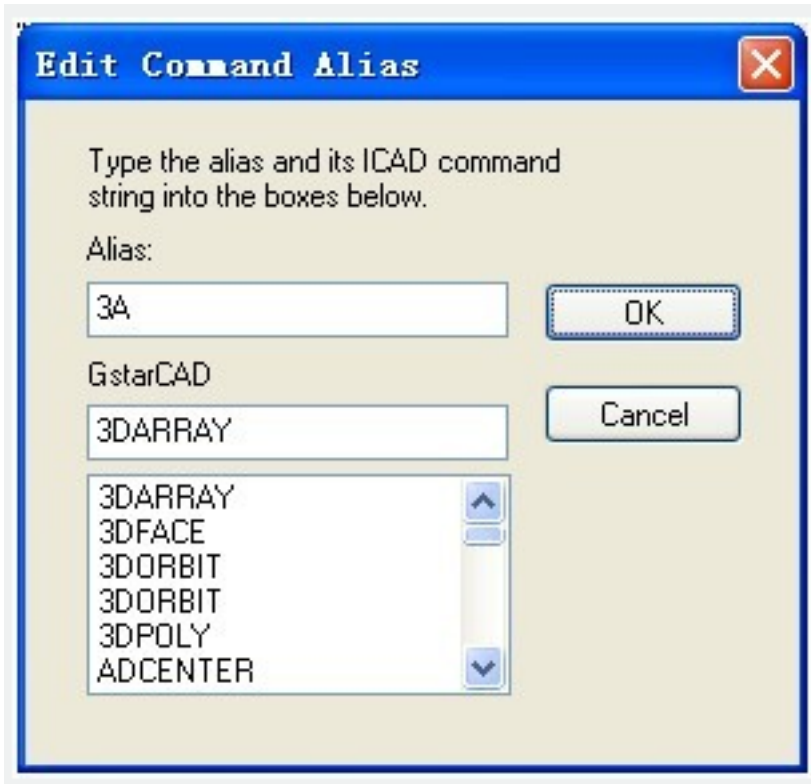 Edit Command Alias
Type the alias and its ICAD command
string into the boxes below.
Alias:
3A
OK
GstarCAD
3DARRAY
Cancel
3DARRAY
3DFACE
3DORBIT
3DORBIT
3DPOLY
ADCENTER